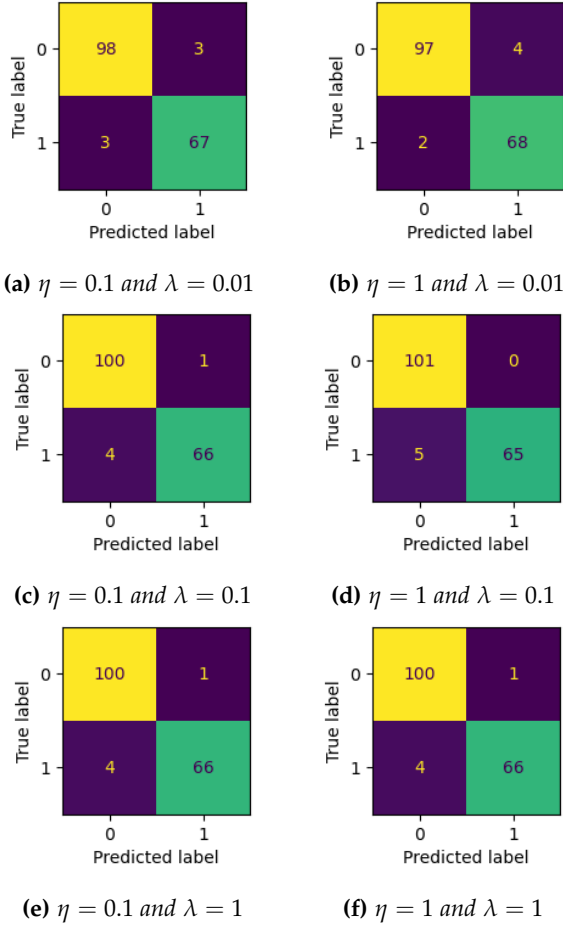 True label
0
98
3
1
3
67
0
1
Predicted label
(a) η = 0.1 and λ = 0.01
True label
0
97
4
1
2
68
0
1
Predicted label
(b) η = 1 and λ = 0.01
True label
0
100
1
1
4
66
0
1
Predicted label
(c) η = 0.1 and λ = 0.1
True label
0
101
0
1
5
65
0
1
Predicted label
(d) η = 1 and λ = 0.1
True label
0
100
1
1
4
66
0
1
Predicted label
(e) η = 0.1 and λ = 1
True label
0
100
1
1
4
66
0
1
Predicted label
(f) η = 1 and λ = 1